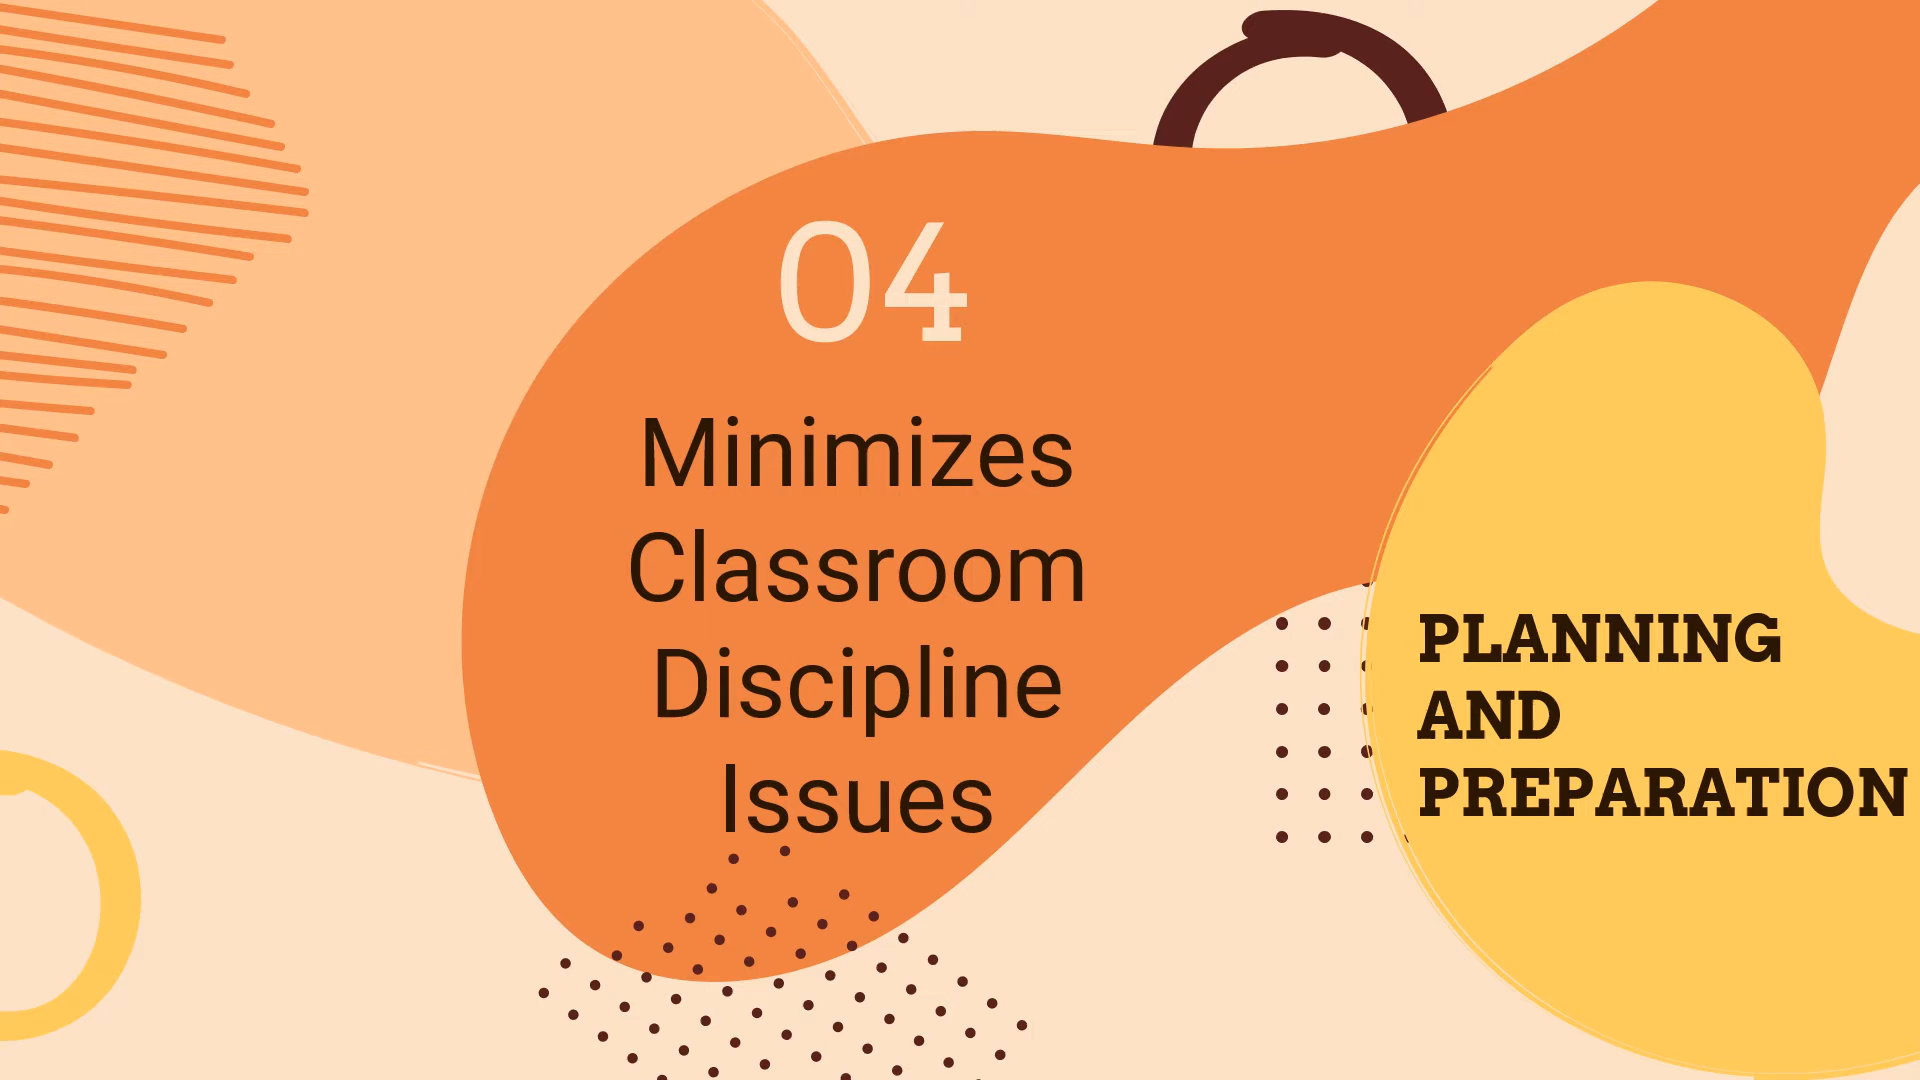 04
Minimizes
Classroom
Discipline
Issues
PLANNING
AND
PREPARATION